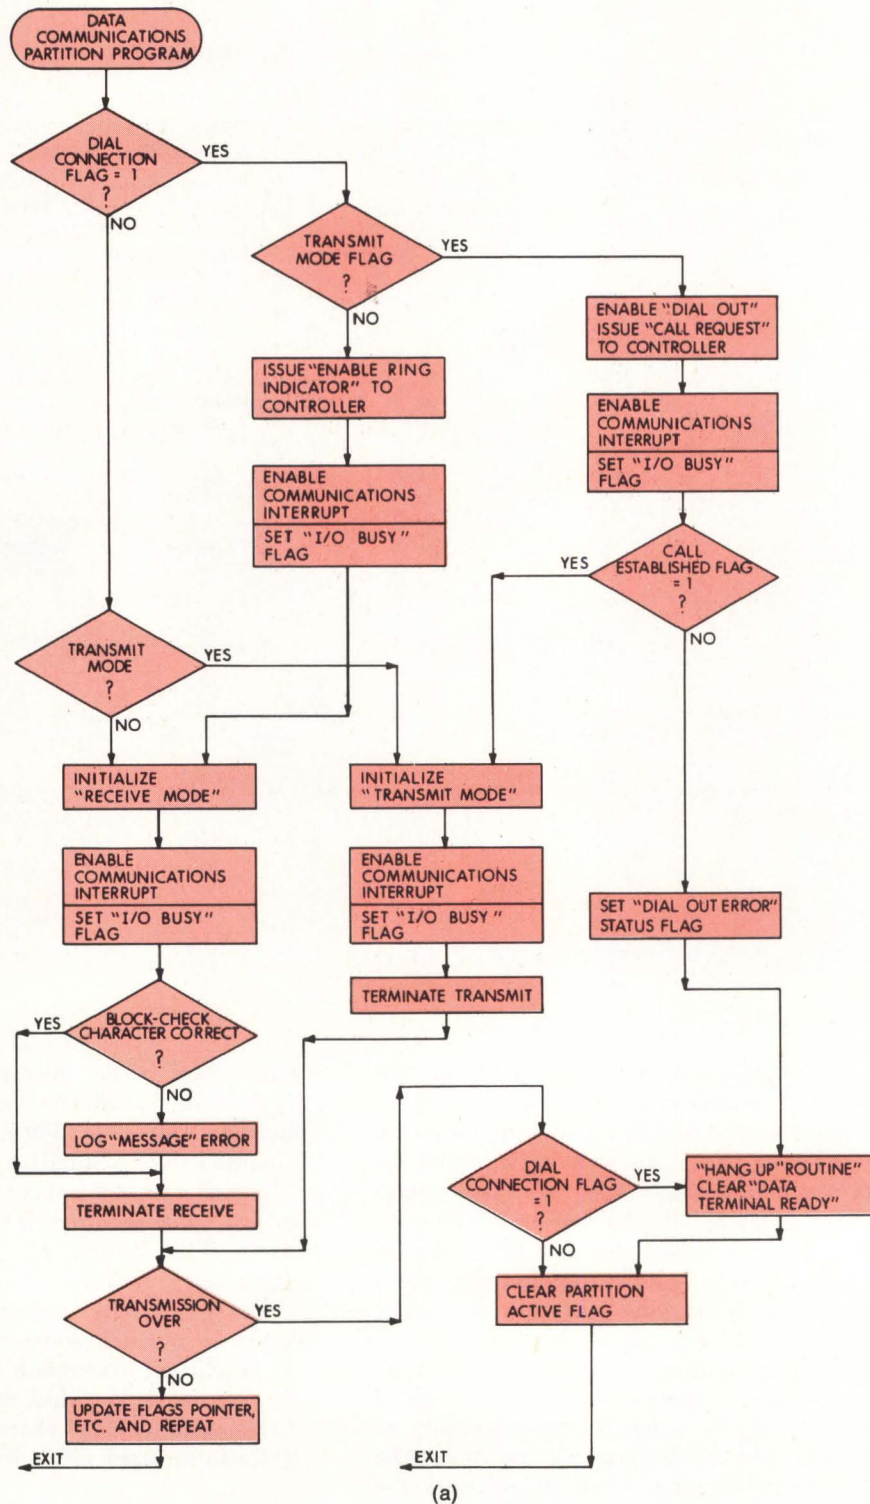 DATA
COMMUNICATIONS
PARTITION PROGRAM
DIAL
CONNECTION
FLAG = 1
?
YES
NO
TRANSMIT
MODE FLAG
?
YES
NO
ENABLE "DIAL OUT"
ISSUE "CALL REQUEST"
TO CONTROLLER
ISSUE "ENABLE RING
INDICATOR" TO
CONTROLLER
ENABLE
COMMUNICATIONS
INTERRUPT
SET "I/O BUSY"
FLAG
ENABLE
COMMUNICATIONS
INTERRUPT
SET "I/O BUSY"
FLAG
CALL
ESTABLISHED FLAG
= 1
?
YES
NO
TRANSMIT
MODE
?
YES
NO
INITIALIZE
"RECEIVE MODE"
INITIALIZE
"TRANSMIT MODE"
ENABLE
COMMUNICATIONS
INTERRUPT
SET "I/O BUSY"
FLAG
ENABLE
COMMUNICATIONS
INTERRUPT
SET "I/O BUSY"
FLAG
SET "DIAL OUT ERROR"
STATUS FLAG
TERMINATE TRANSMIT
BLOCK-CHECK
CHARACTER CORRECT
?
YES
NO
LOG "MESSAGE" ERROR
TERMINATE RECEIVE
DIAL
CONNECTION FLAG
= 1
?
YES
NO
"HANG UP" ROUTINE"
CLEAR "DATA
TERMINAL READY"
TRANSMISSION
OVER
?
YES
NO
CLEAR PARTITION
ACTIVE FLAG
UPDATE FLAGS POINTER,
ETC. AND REPEAT
EXIT
EXIT
(a)